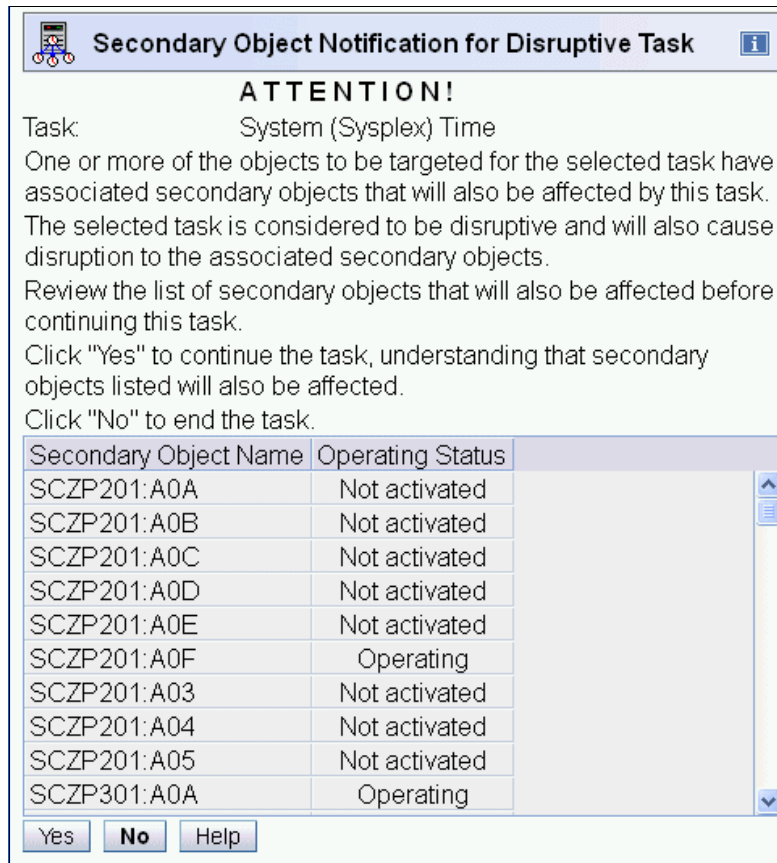 Secondary Object Notification for Disruptive Task i
ATTENTION!
Task: System (Sysplex) Time
One or more of the objects to be targeted for the selected task have
associated secondary objects that will also be affected by this task.
The selected task is considered to be disruptive and will also cause
disruption to the associated secondary objects.
Review the list of secondary objects that will also be affected before
continuing this task.
Click "Yes" to continue the task, understanding that secondary
objects listed will also be affected.
Click "No" to end the task.
Secondary Object Name Operating Status
SCZP201:A0A Not activated
SCZP201:A0B Not activated
SCZP201:A0C Not activated
SCZP201:A0D Not activated
SCZP201:A0E Not activated
SCZP201:A0F Operating
SCZP201:A03 Not activated
SCZP201:A04 Not activated
SCZP201:A05 Not activated
SCZP301:A0A Operating
Yes No Help